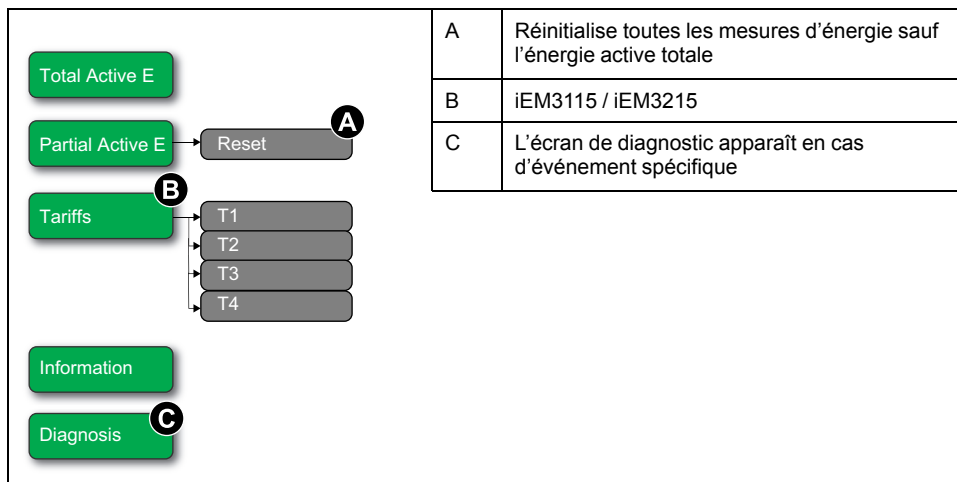 Total Active E
Partial Active E
Reset
A
B
Tariffs
T1
T2
T3
T4
Information
C
Diagnosis
A
Réinitialise toutes les mesures d’énergie sauf
l’énergie active totale
B
iEM3115 / iEM3215
C
L’écran de diagnostic apparaît en cas
d’événement spécifique